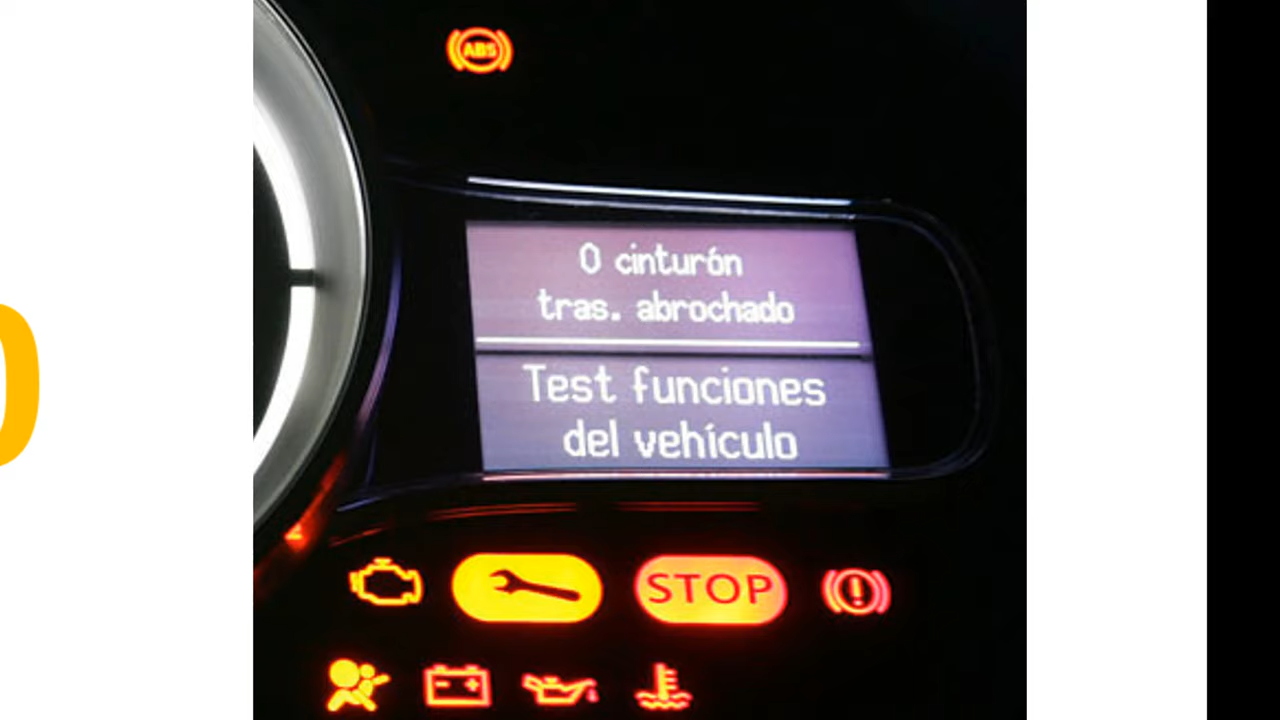 ABS
0 cinturón
tras. abrochado
Test funciones
del vehículo
STOP